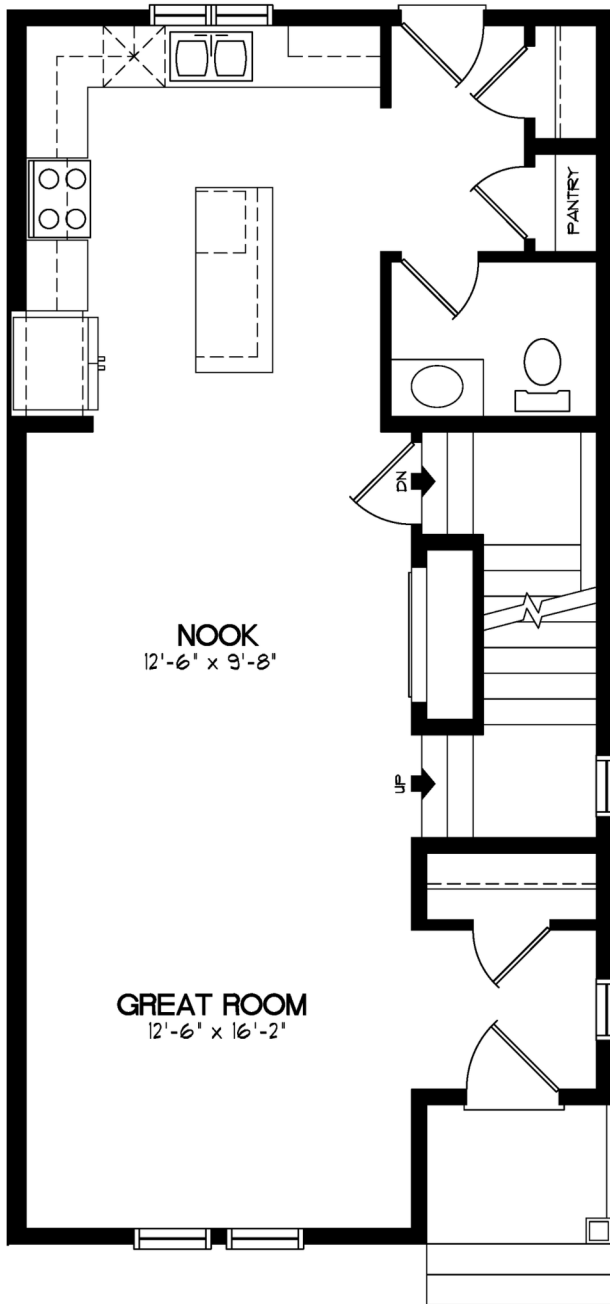 PANTRY
DN
NOOK
12'-6" x 9'-8"
UP
GREAT ROOM
12'-6" x 16'-2"